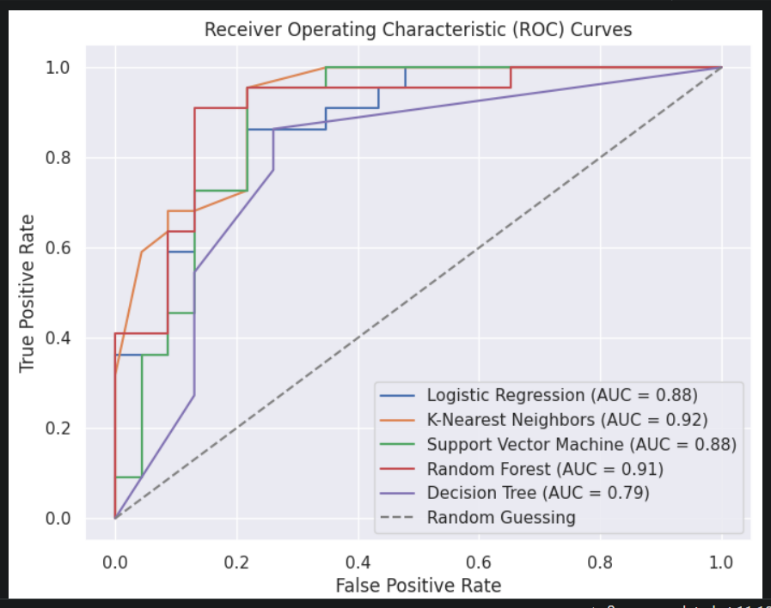 Receiver Operating Characteristic (ROC) Curves
1.0
0.8
0.6
0.4
0.2
0.0
True Positive Rate
Logistic Regression (AUC = 0.88)
K-Nearest Neighbors (AUC = 0.92)
Support Vector Machine (AUC = 0.88)
Random Forest (AUC = 0.91)
Decision Tree (AUC = 0.79)
Random Guessing
0.0 0.2 0.4 0.6 0.8 1.0
False Positive Rate